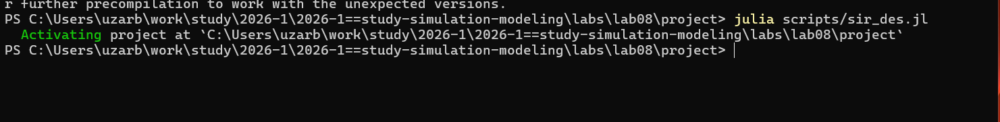 r further precompilation to work with the unexpected versions.
PS C:\Users\uzarb\work\study\2026-1\2026-1==study-simulation-modeling\labs\lab08\project> julia scripts/sir_des.jl
  Activating project at `C:\Users\uzarb\work\study\2026-1\2026-1==study-simulation-modeling\labs\lab08\project`
PS C:\Users\uzarb\work\study\2026-1\2026-1==study-simulation-modeling\labs\lab08\project>